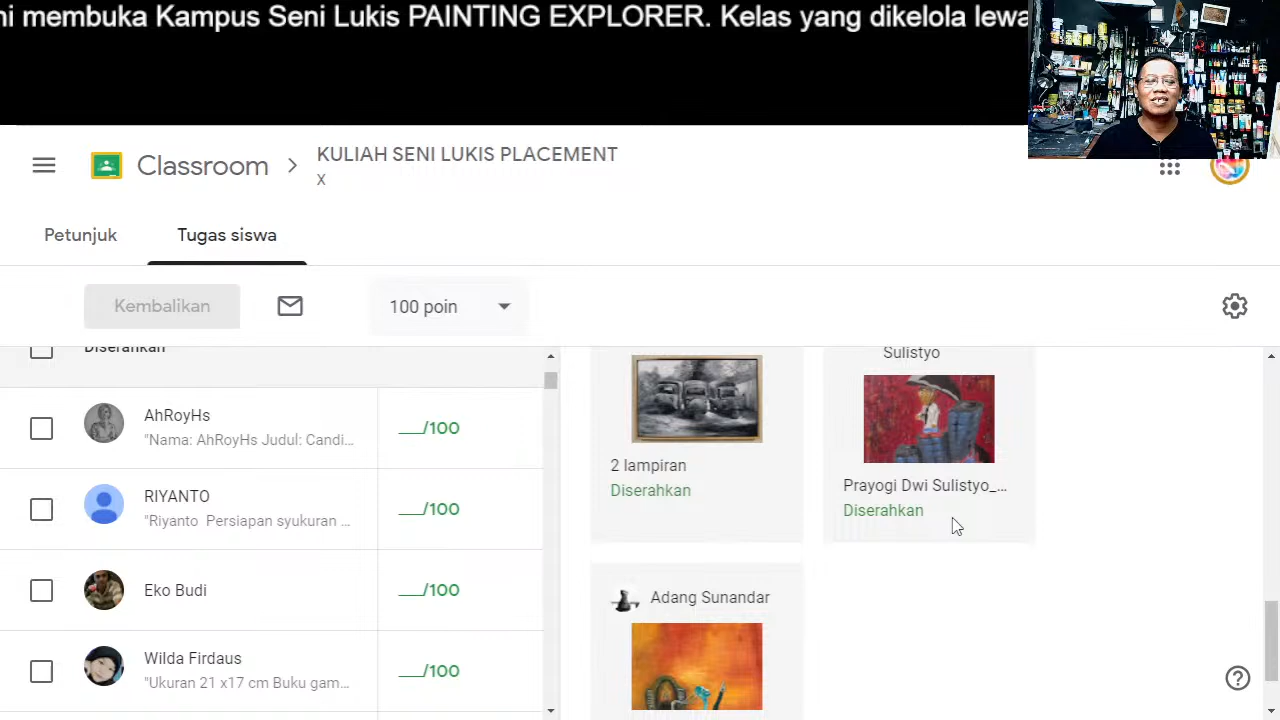 ni membuka Kampus Seni Lukis PAINTING EXPLORER. Kelas yang dikelola lewa
Classroom
KULIAH SENI LUKIS PLACEMENT
X
Petunjuk
Tugas siswa
Kembalikan
100 poin
Diserahkan
AhRoyHs
"Nama: AhRoyHs Judul: Candi...
__/100
RIYANTO
"Riyanto Persiapan syukuran ...
__/100
Eko Budi
__/100
Wilda Firdaus
"Ukuran 21 x17 cm Buku gam...
__/100
2 lampiran
Diserahkan
Sulistyo
Prayogi Dwi Sulistyo_...
Diserahkan
Adang Sunandar